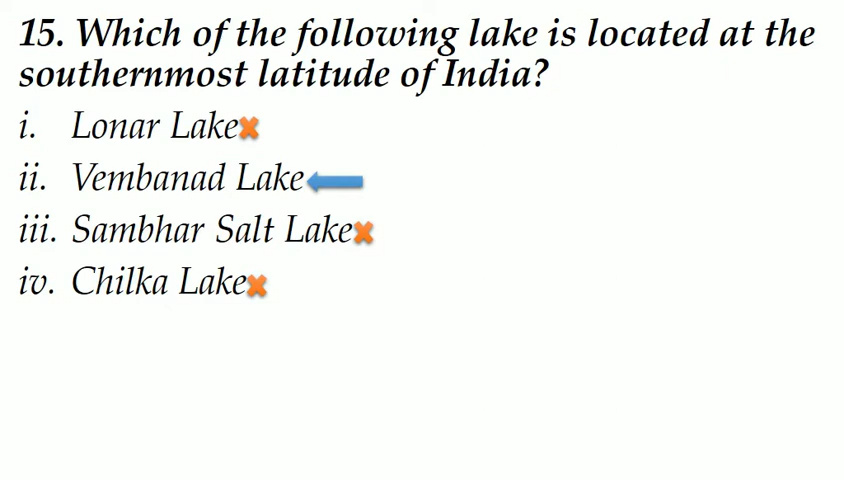 15. Which of the following lake is located at the
southernmost latitude of India?
i. Lonar Lake
ii. Vembanad Lake
iii. Sambhar Salt Lake
iv. Chilka Lake